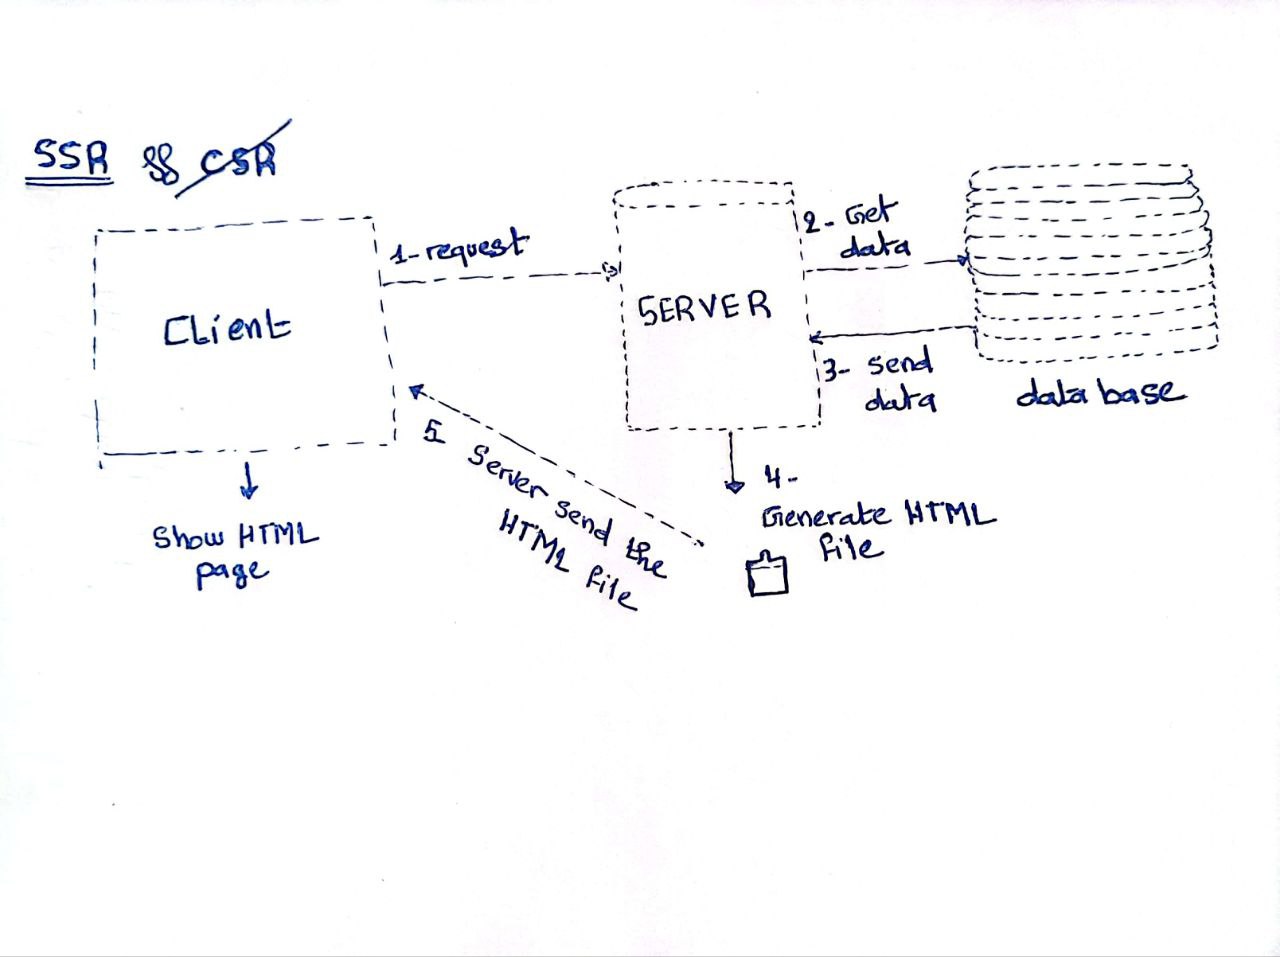 SSR && CSR
1- request
2- Get
data
Client
SERVER
3- send
data
data base
5
Server send the
HTML file
4-
Generate HTML
file
Show HTML
page